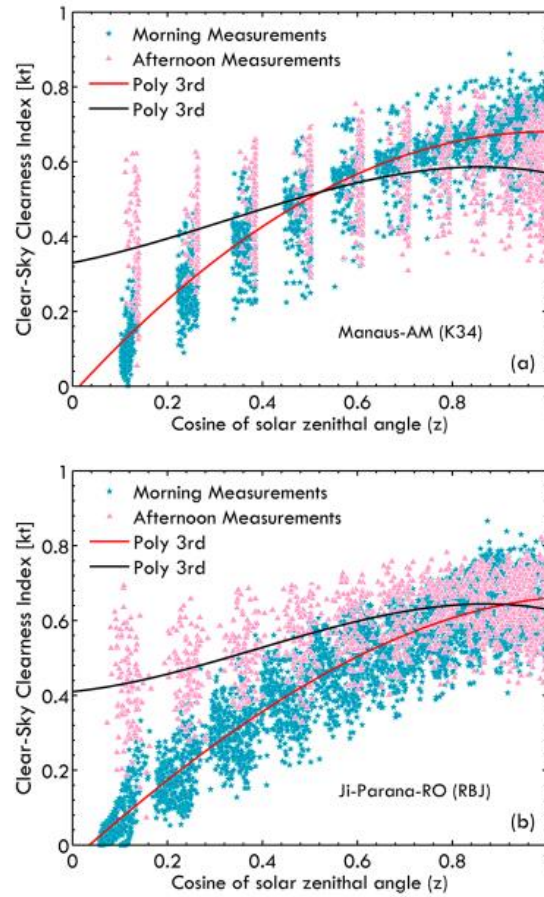 1
0.8
0.6
0.4
0.2
0
Clear-Sky Clearness Index [kt]
Morning Measurements
Afternoon Measurements
Poly 3rd
Poly 3rd
Manaus-AM (K34)
(a)
0 0.2 0.4 0.6 0.8
Cosine of solar zenithal angle (z)
1
0.8
0.6
0.4
0.2
0
Clear-Sky Clearness Index [kt]
Morning Measurements
Afternoon Measurements
Poly 3rd
Poly 3rd
Ji-Parana-RO (RBJ)
(b)
0 0.2 0.4 0.6 0.8
Cosine of solar zenithal angle (z)